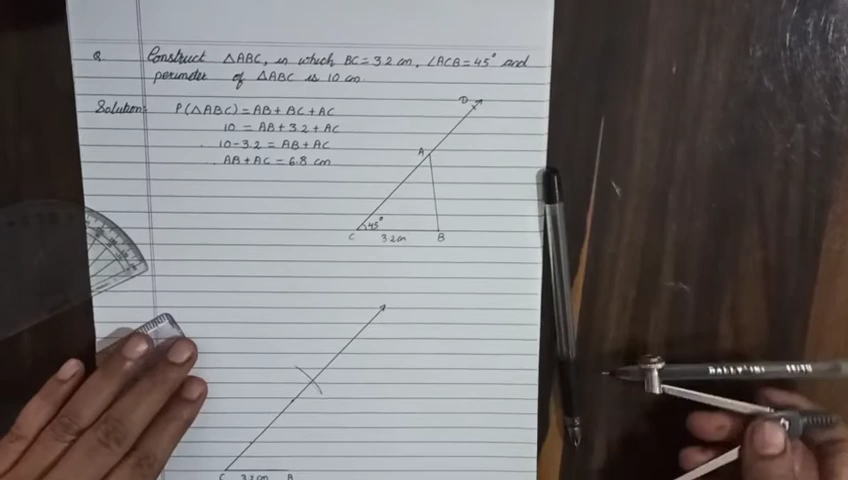 Q. Construct △ABC, in which BC = 3.2 cm, ∠ACB = 45° and
perimeter of △ABC is 10 cm.
Solution: P(△ABC) = AB + BC + AC
10 = AB + 3.2 + AC
10 - 3.2 = AB + AC
AB + AC = 6.8 cm
D
A
45°
C 3.2 cm B
C 3.2 cm B